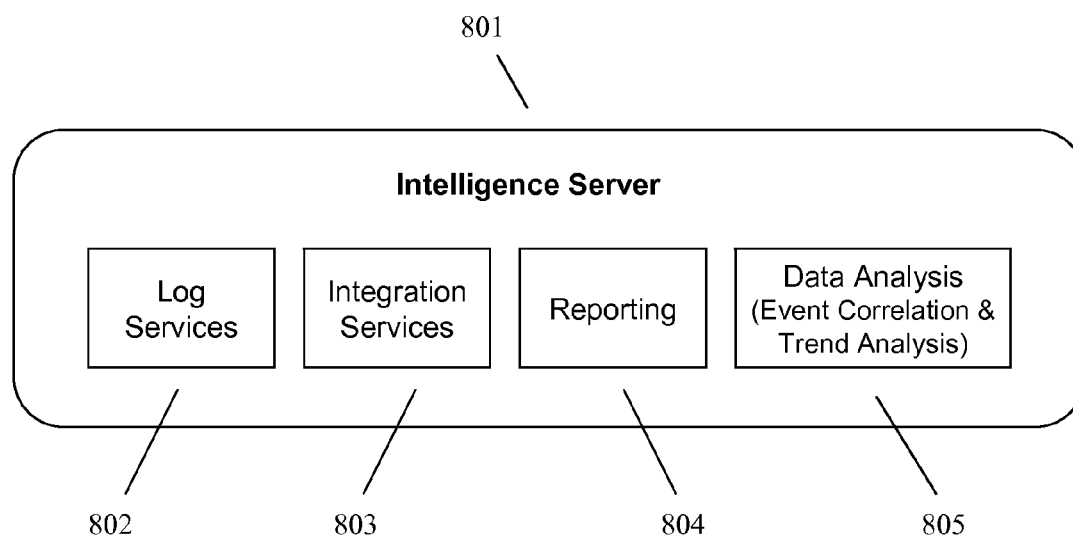 801
Intelligence Server
Log
Services
Integration
Services
Reporting
Data Analysis
(Event Correlation &
Trend Analysis)
802
803
804
805